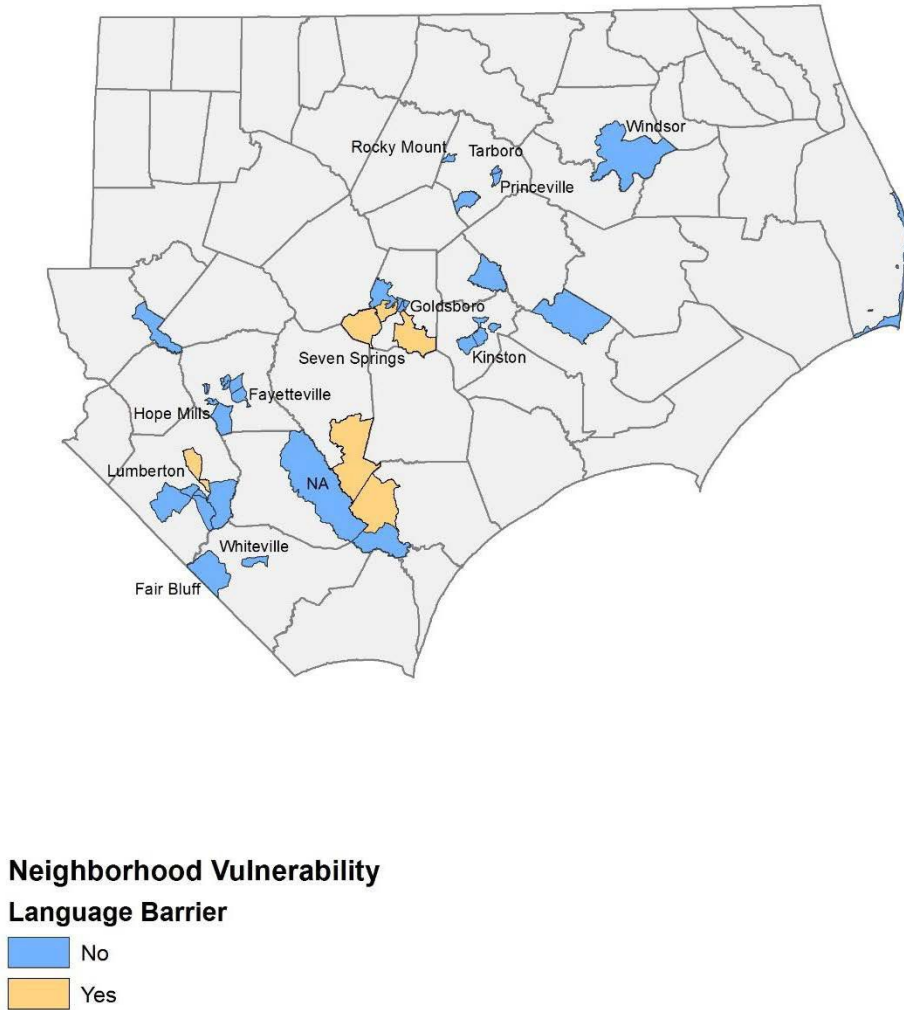 Windsor
Rocky Mount
Tarboro
Princeville
Goldsboro
Seven Springs
Kinston
Fayetteville
Hope Mills
Lumberton
NA
Whiteville
Fair Bluff
Neighborhood Vulnerability
Language Barrier
No
Yes